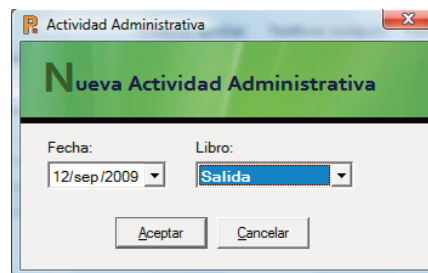 Actividad Administrativa
Nueva Actividad Administrativa
Fecha: Libro:
12/sep/2009 Salida
Aceptar Cancelar